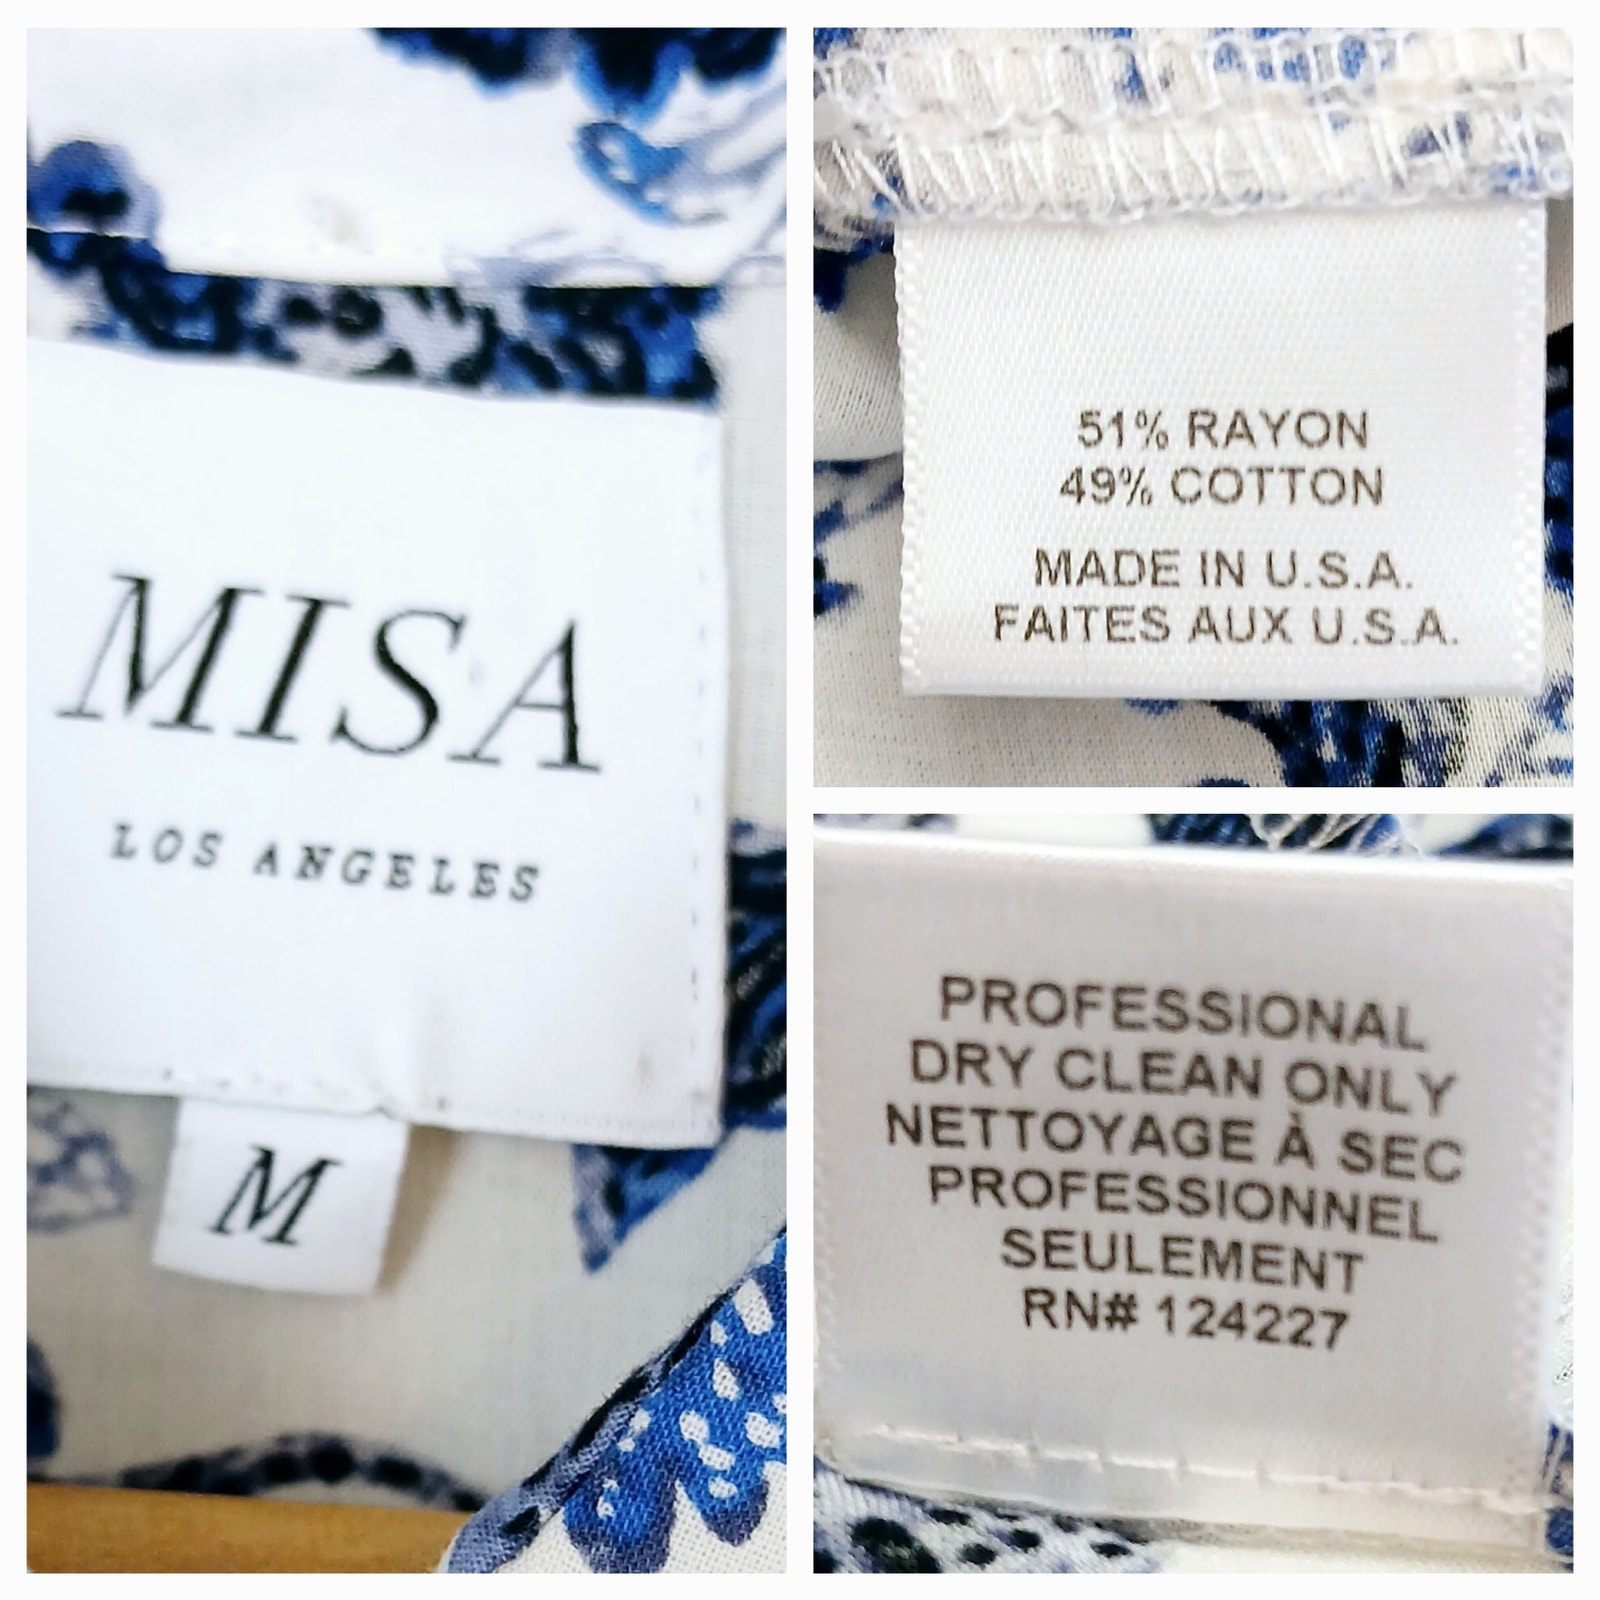 MISA
LOS ANGELES
M
51% RAYON
49% COTTON
MADE IN U.S.A.
FAITES AUX U.S.A.
PROFESSIONAL
DRY CLEAN ONLY
NETTOYAGE À SEC
PROFESSIONNEL
SEULEMENT
RN# 124227